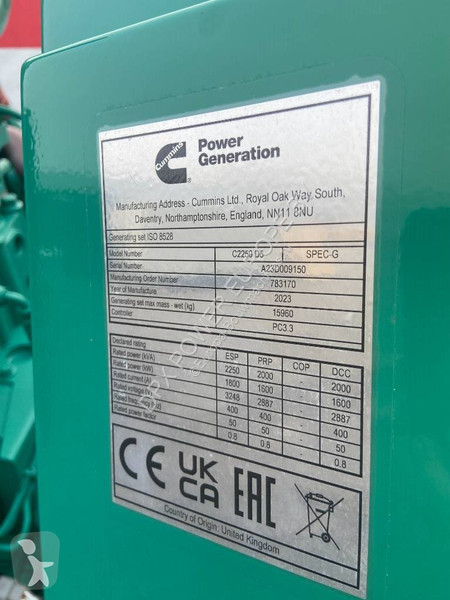 Cummins
Power
Generation
Manufacturing Address - Cummins Ltd., Royal Oak Way South,
Daventry, Northamptonshire, England, NN11 8NU
Generating set ISO 8528
Model Number C2250 D5 SPEC-G
Serial Number A23D009150
Manufacturing Order Number 783170
Year of Manufacture 2023
Generating set max mass - wet (kg) 15960
Controller PC3.3
Declared rating ESP PRP COP DCC
Rated power (kVA) 2250 2000 2000
Rated power (kW) 1800 1600 1600
Rated current (A) 3248 2887 2887
Rated voltage (V) 400 400 400
Rated frequency (Hz) 50 50 50
Rated power factor 0.8 0.8 0.8
CE UK CA EAC
Country of Origin: United Kingdom
DPX POWER EUROPE